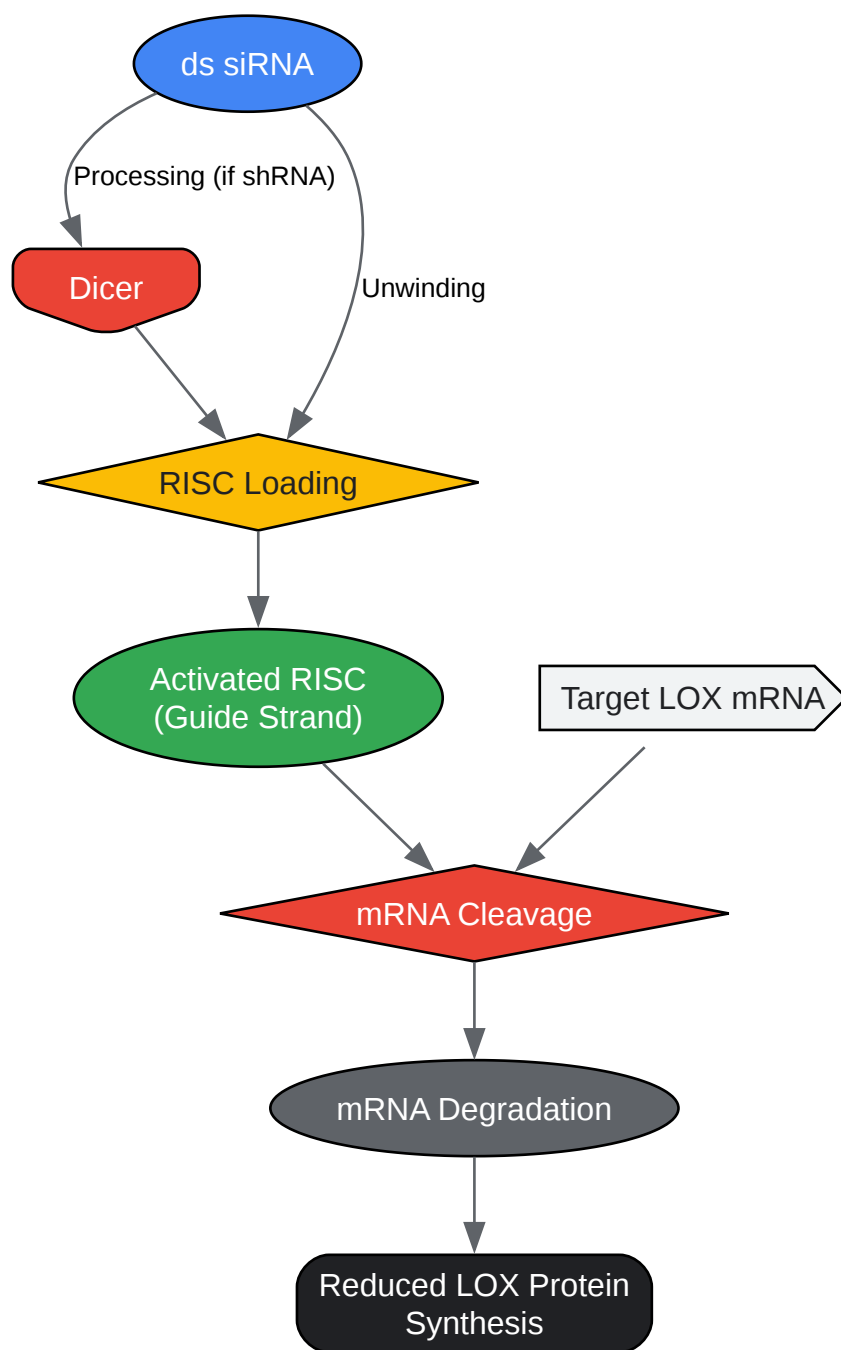 ds siRNA
Processing (if shRNA)
Dicer
Unwinding
RISC Loading
Activated RISC
(Guide Strand)
Target LOX mRNA
mRNA Cleavage
mRNA Degradation
Reduced LOX Protein
Synthesis